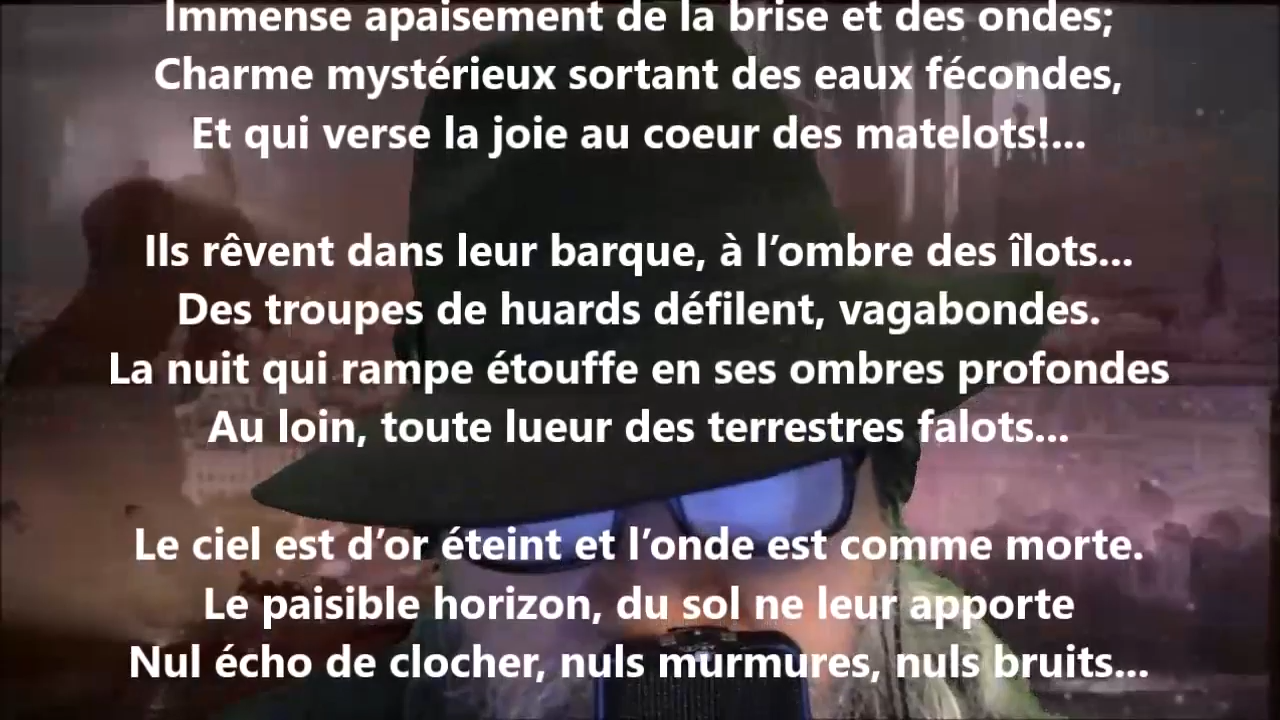 Immense apaisement de la brise et des ondes;
Charme mystérieux sortant des eaux fécondes,
Et qui verse la joie au coeur des matelots!...
Ils rêvent dans leur barque, à l’ombre des îlots...
Des troupes de huards défilent, vagabondes.
La nuit qui rampe étouffe en ses ombres profondes
Au loin, toute lueur des terrestres falots...
Le ciel est d’or éteint et l’onde est comme morte.
Le paisible horizon, du sol ne leur apporte
Nul écho de clocher, nuls murmures, nuls bruits...